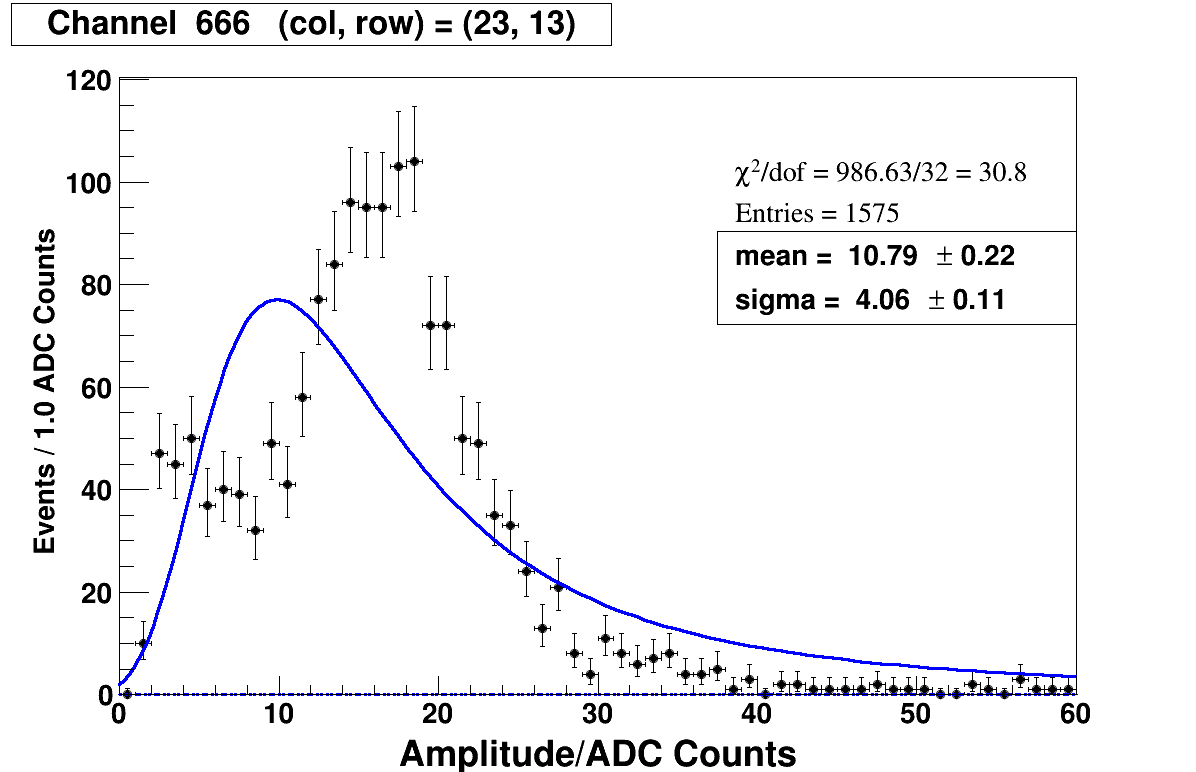 Channel 666 (col, row) = (23, 13)
120
100
80
60
40
20
0
Events / 1.0 ADC Counts
χ²/dof = 986.63/32 = 30.8
Entries = 1575
mean = 10.79 ± 0.22
sigma = 4.06 ± 0.11
0 10 20 30 40 50 60
Amplitude/ADC Counts